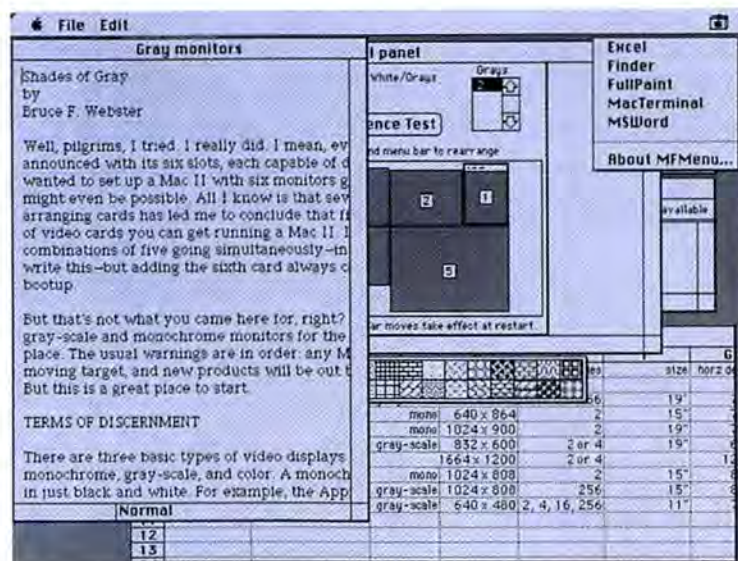 File Edit
Gray monitors
Shades of Gray
by
Bruce F. Webster
Well, pilgrims, I tried. I really did. I mean, ev
announced with its six slots, each capable of d
wanted to set up a Mac II with six monitors g
might even be possible. All I know is that sev
arranging cards has led me to conclude that f
of video cards you can get running a Mac II. I
combinations of five going simultaneously—in
write this—but adding the sixth card always c
bootup.
But that's not what you came here for, right?
gray-scale and monochrome monitors for the
place. The usual warnings are in order: any M
moving target, and new products will be out t
But this is a great place to start.
TERMS OF DISCERNMENT
There are three basic types of video displays
monochrome, gray-scale, and color. A monoch
in just black and white. For example, the App
Normal
l panel
White/Grays
Grays
2
ence Test
nd menu bar to rearrange
2
1
5
ar moves take effect at restart.
Excel
Finder
FullPaint
MacTerminal
MSWord
About MFMenu...
available
G
size horz de
66 19"
mono 640 x 864 2 15"
mono 1024 x 900 2 19"
gray-scale 832 x 600 2 or 4 19"
1664 x 1200 2 or 4
mono 1024 x 808 2 15"
gray-scale 1024 x 808 256 15"
gray-scale 640 x 480 2, 4, 16, 256 11"
12
13